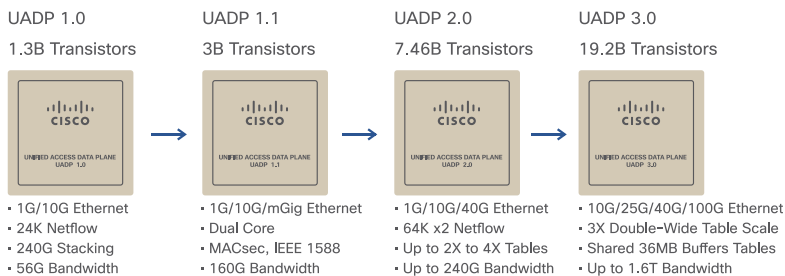 UADP 1.0
1.3B Transistors
CISCO
UNIFIED ACCESS DATA PLANE
UADP 1.0
▪ 1G/10G Ethernet
▪ 24K Netflow
▪ 240G Stacking
▪ 56G Bandwidth
UADP 1.1
3B Transistors
CISCO
UNIFIED ACCESS DATA PLANE
UADP 1.1
▪ 1G/10G/mGig Ethernet
▪ Dual Core
▪ MACsec, IEEE 1588
▪ 160G Bandwidth
UADP 2.0
7.46B Transistors
CISCO
UNIFIED ACCESS DATA PLANE
UADP 2.0
▪ 1G/10G/40G Ethernet
▪ 64K x2 Netflow
▪ Up to 2X to 4X Tables
▪ Up to 240G Bandwidth
UADP 3.0
19.2B Transistors
CISCO
UNIFIED ACCESS DATA PLANE
UADP 3.0
▪ 10G/25G/40G/100G Ethernet
▪ 3X Double-Wide Table Scale
▪ Shared 36MB Buffers Tables
▪ Up to 1.6T Bandwidth